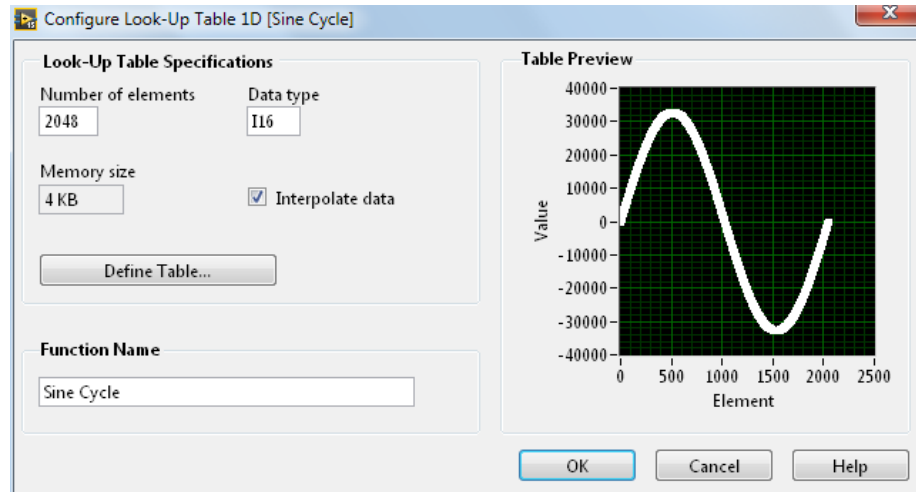 Configure Look-Up Table 1D [Sine Cycle]
x
Look-Up Table Specifications
Number of elements
Data type
2048
I16
Memory size
4 KB
Interpolate data
Define Table...
Function Name
Sine Cycle
Table Preview
40000
30000
20000
10000
0
-10000
-20000
-30000
-40000
Value
0 500 1000 1500 2000 2500
Element
OK
Cancel
Help